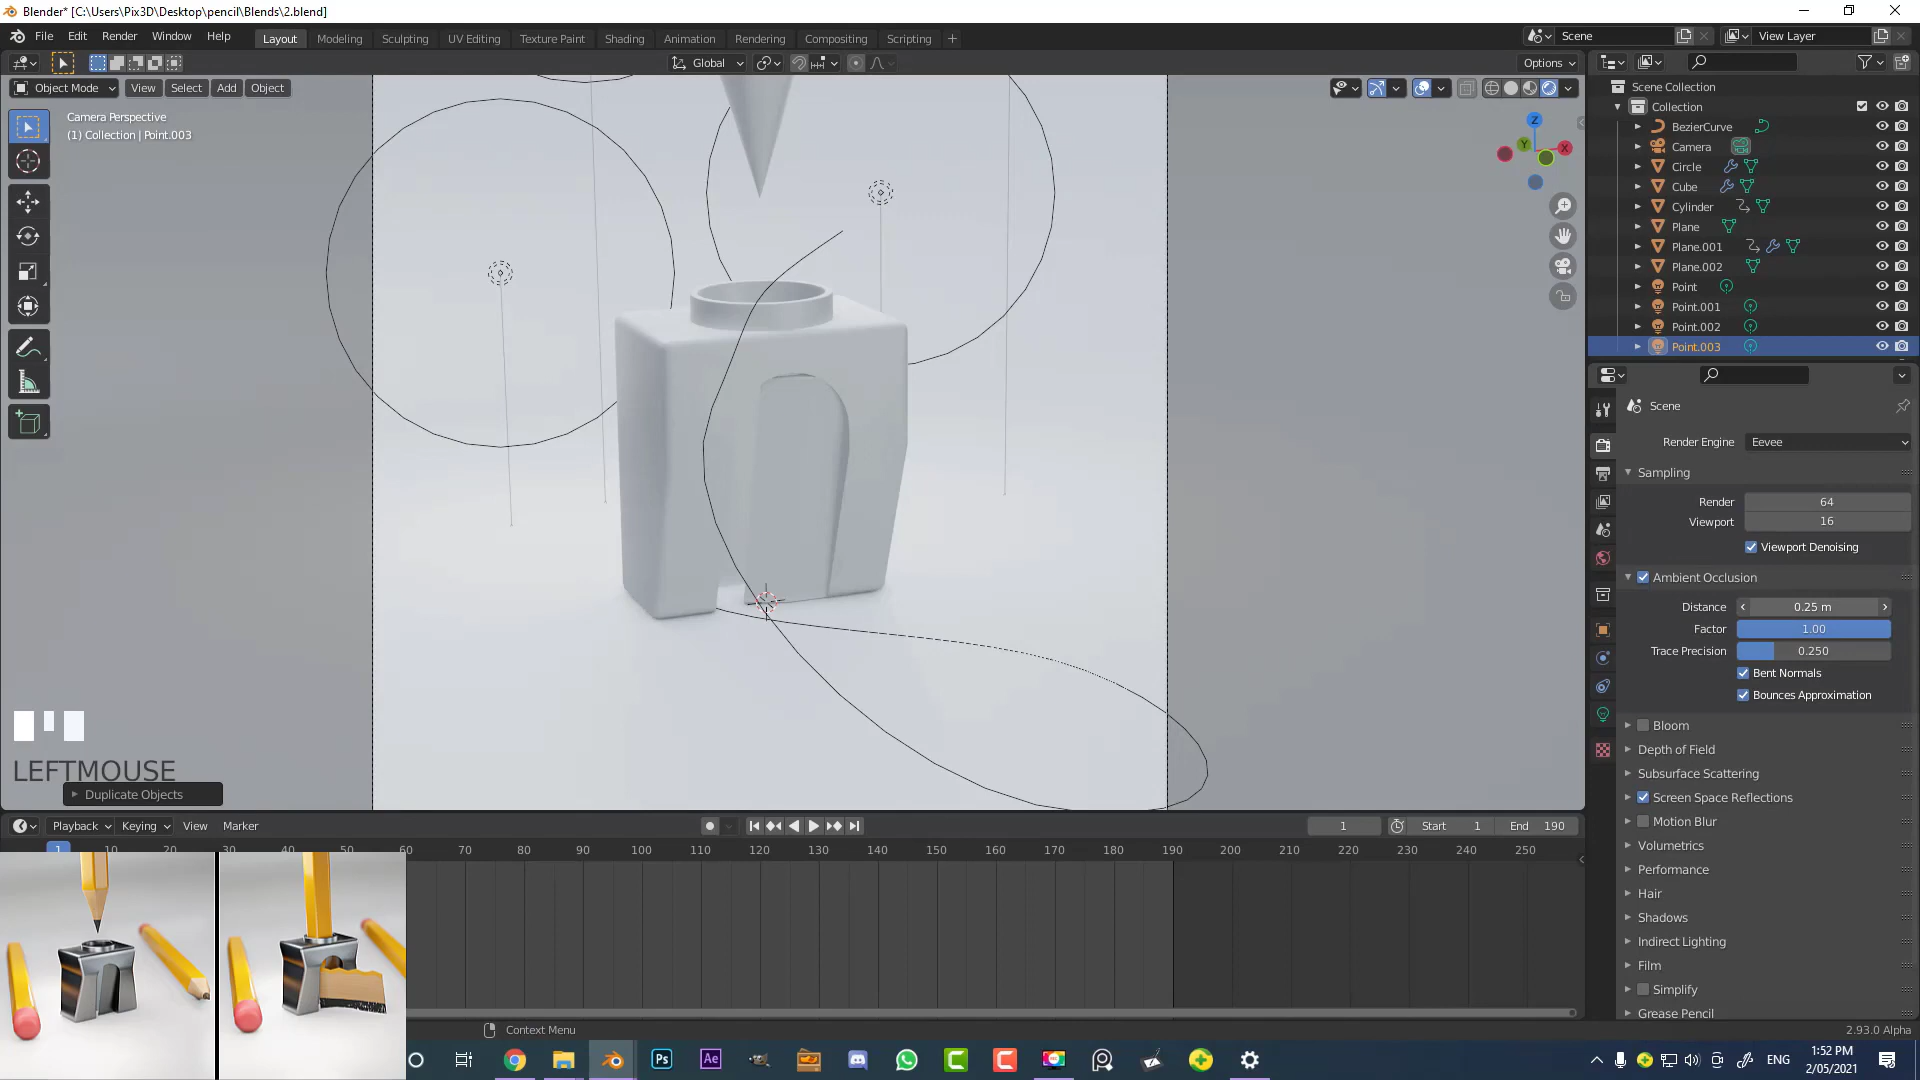 Blender* [C:\Users\Pix3D\Desktop\pencil\Blends\2.blend]
File Edit Render Window Help Layout Modeling Sculpting UV Editing Texture Paint Shading Animation Rendering Compositing Scripting + Scene View Layer
Global Options
Object Mode View Select Add Object
Camera Perspective
(1) Collection | Point.003
Z
Y
X
Scene Collection
Collection
BezierCurve
Camera
Circle
Cube
Cylinder
Plane
Plane.001
Plane.002
Point
Point.001
Point.002
Point.003
Scene
Render Engine Eevee
Sampling
Render 64
Viewport 16
Viewport Denoising
Ambient Occlusion
Distance 0.25 m
Factor 1.00
Trace Precision 0.250
Bent Normals
Bounces Approximation
Bloom
Depth of Field
Subsurface Scattering
Screen Space Reflections
Motion Blur
Volumetrics
Performance
Hair
Shadows
Indirect Lighting
Film
Simplify
Grease Pencil
LEFTMOUSE
Duplicate Objects
Playback Keying View Marker 1 Start 1 End 190
1 10 20 30 40 50 60 70 80 90 100 110 120 130 140 150 160 170 180 190 200 210 220 230 240 250
Context Menu
2.93.0 Alpha
Ps Ae ENG
1:52 PM
2/05/2021